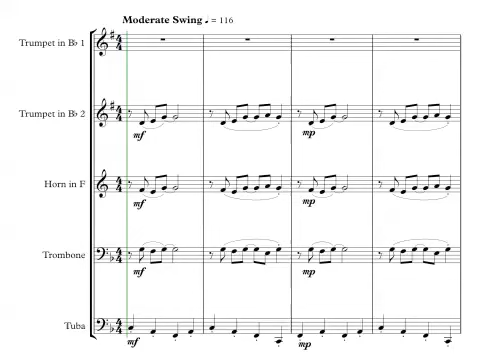 Moderate Swing ♩ = 116
Trumpet in B♭ 1
Trumpet in B♭ 2
mf
mp
Horn in F
mf
mp
Trombone
mf
mp
Tuba
mf
mp